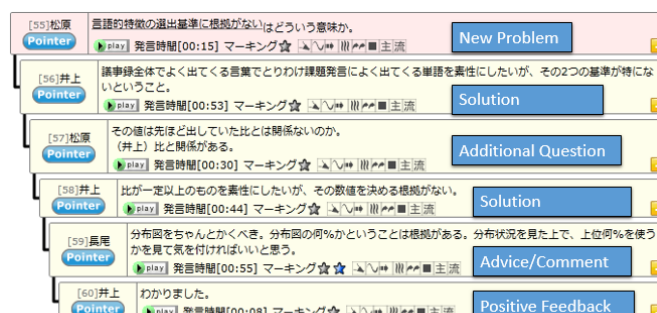 [55]松原
Pointer
言語的特徴の選出基準に根拠がないはどういう意味か。
play 発言時間[00:15] マーキング 主 流
New Problem
[56]井上
Pointer
議事録全体でよく出てくる言葉でとりわけ課題発言によく出てくる単語を素性にしたいが、その2つの基準が特にな
いということ。
play 発言時間[00:53] マーキング 主 流
Solution
[57]松原
Pointer
その値は先ほど出していた比とは関係ないのか。
（井上）比と関係がある。
play 発言時間[00:30] マーキング 主 流
Additional Question
[58]井上
Pointer
比が一定以上のものを素性にしたいが、その数値を決める根拠がない。
play 発言時間[00:44] マーキング 主 流
Solution
[59]長尾
Pointer
分布図をちゃんとかくべき。分布図の何%かということは根拠がある。分布状況を見た上で、上位何%を使う
かを見て気を付ければいいと思う。
play 発言時間[00:55] マーキング 主 流
Advice/Comment
[60]井上
Pointer
わかりました。
play 発言時間[00:08] マーキング 主 流
Positive Feedback